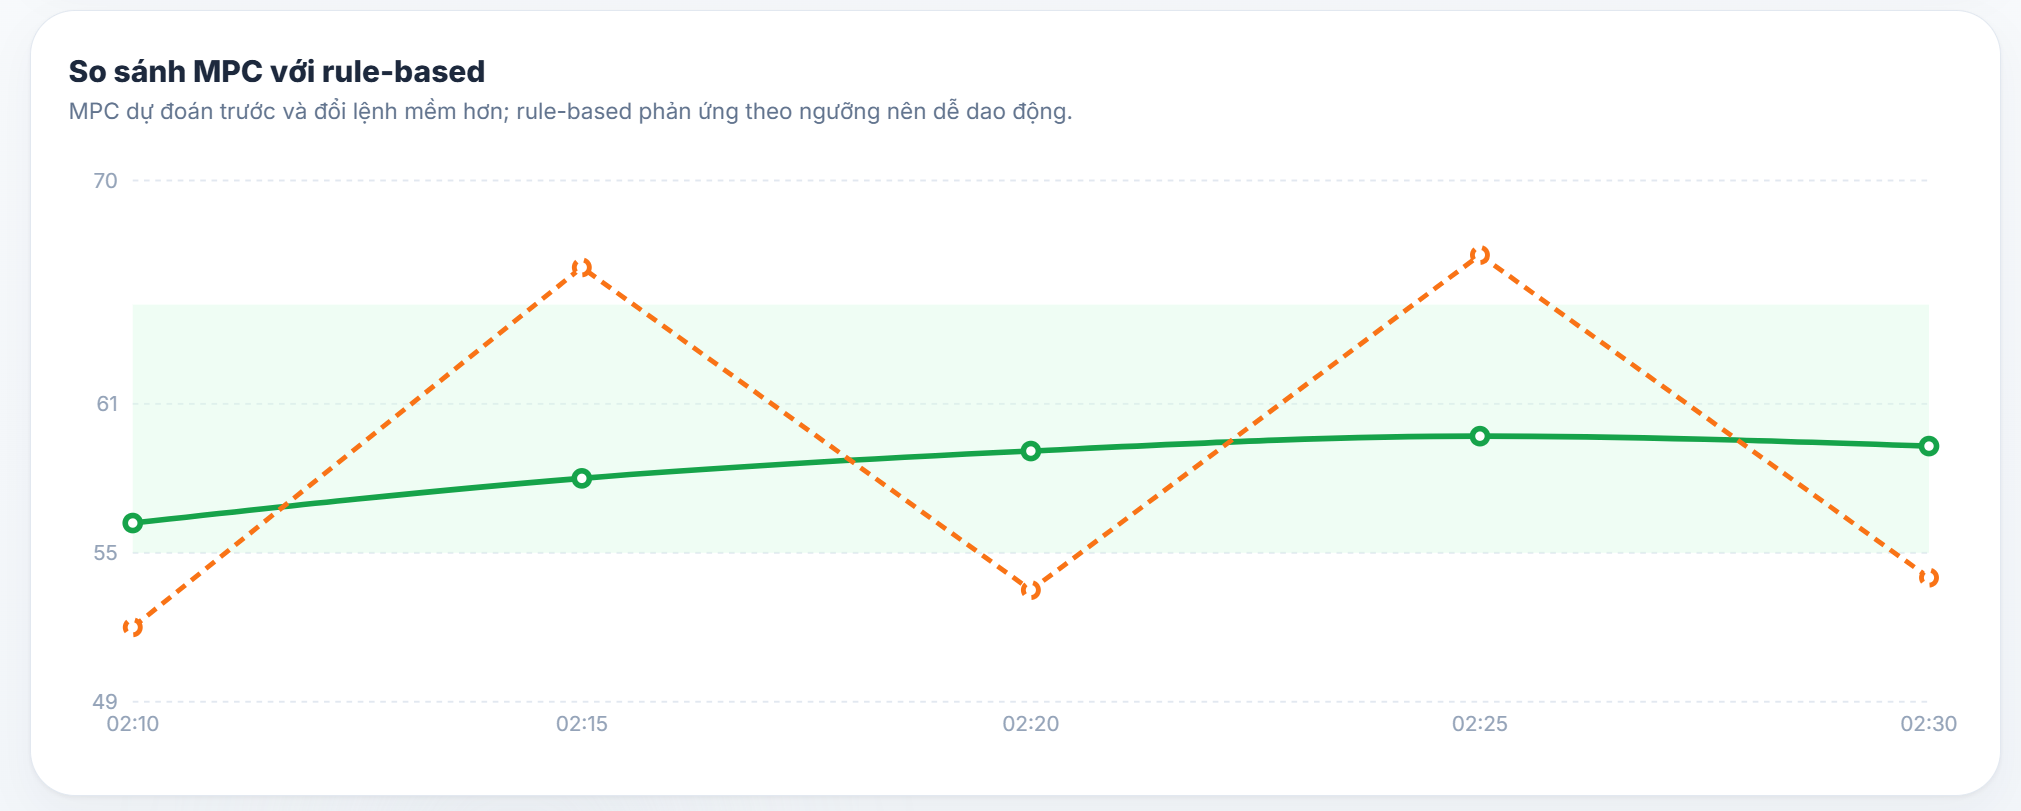 So sánh MPC với rule-based
MPC dự đoán trước và đổi lệnh mềm hơn; rule-based phản ứng theo ngưỡng nên dễ dao động.
70
61
55
49
02:10 02:15 02:20 02:25 02:30